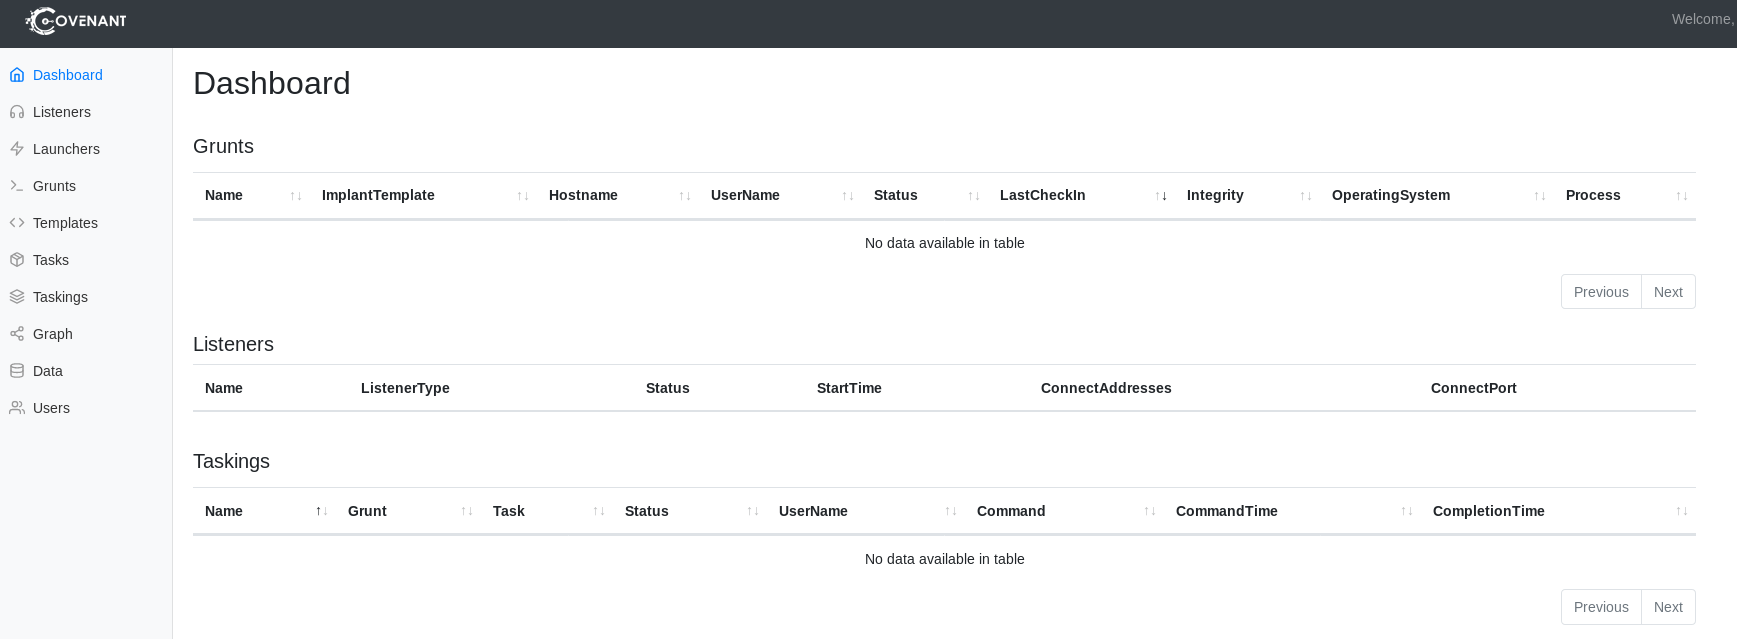 COVENANT
Welcome,
Dashboard
Listeners
Launchers
Grunts
Templates
Tasks
Taskings
Graph
Data
Users
Dashboard
Grunts
Name ↑↓ ImplantTemplate ↑↓ Hostname ↑↓ UserName ↑↓ Status ↑↓ LastCheckIn ↑↓ Integrity ↑↓ OperatingSystem ↑↓ Process ↑↓
No data available in table
Previous Next
Listeners
Name ListenerType Status StartTime ConnectAddresses ConnectPort
Taskings
Name ↑↓ Grunt ↑↓ Task ↑↓ Status ↑↓ UserName ↑↓ Command ↑↓ CommandTime ↑↓ CompletionTime ↑↓
No data available in table
Previous Next